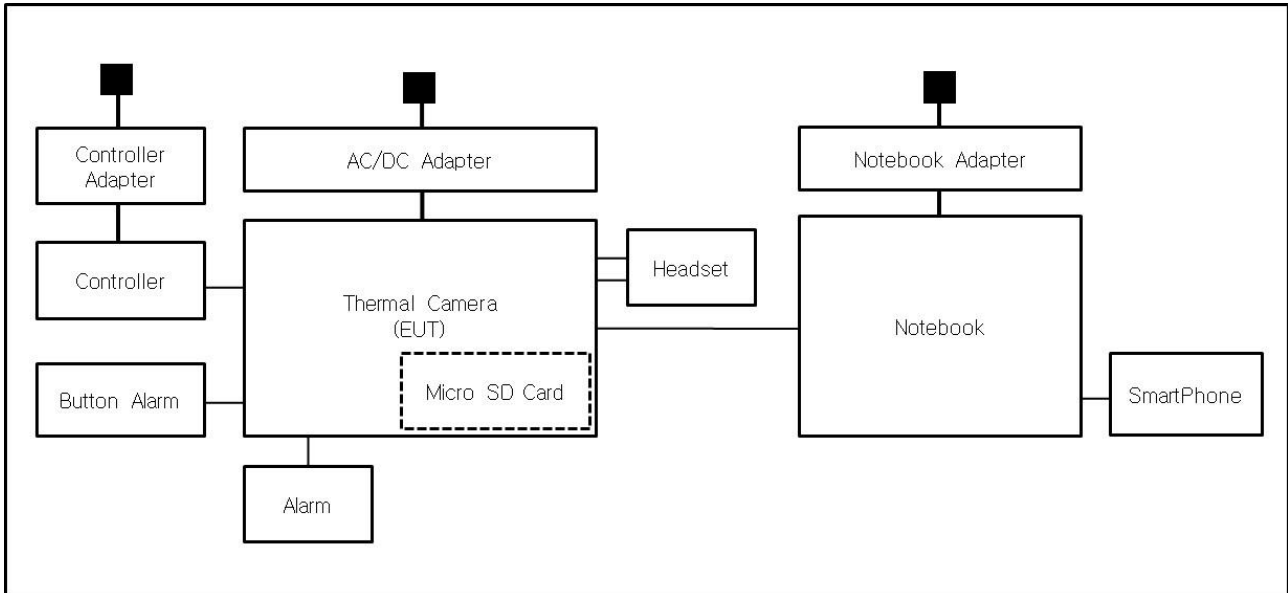 Controller
Adapter
AC/DC Adapter
Notebook Adapter
Controller
Headset
Thermal Camera
(EUT)
Notebook
Micro SD Card
Button Alarm
SmartPhone
Alarm